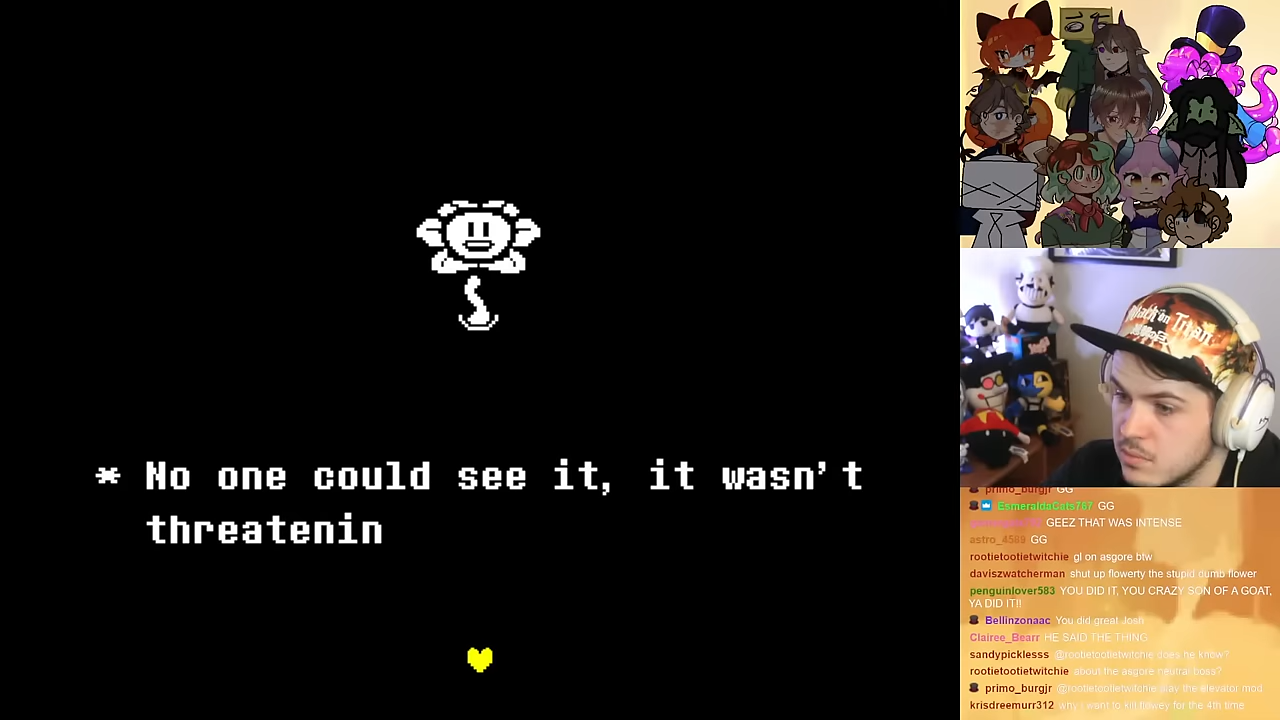 * No one could see it, it wasn't
threatenin
Attack on Titan
primo_burgjr GG
EsmeraldaCats767 GG
GEEZ THAT WAS INTENSE
astro_4589 GG
rootietootietwitchie gl on asgore btw
daviszwatcherman shut up flowerty the stupid dumb flower
penguinlover583 YOU DID IT, YOU CRAZY SON OF A GOAT,
YA DID IT!!
Bellinzonaac You did great Josh
Clairee_Bearr HE SAID THE THING
sandypicklesss @rootietootietwitchie does he know?
rootietootietwitchie about the asgore neutral boss?
primo_burgjr @rootietootietwitchie play the elevator mod
krisdreemurr312 why i want to kill flowey for the 4th time